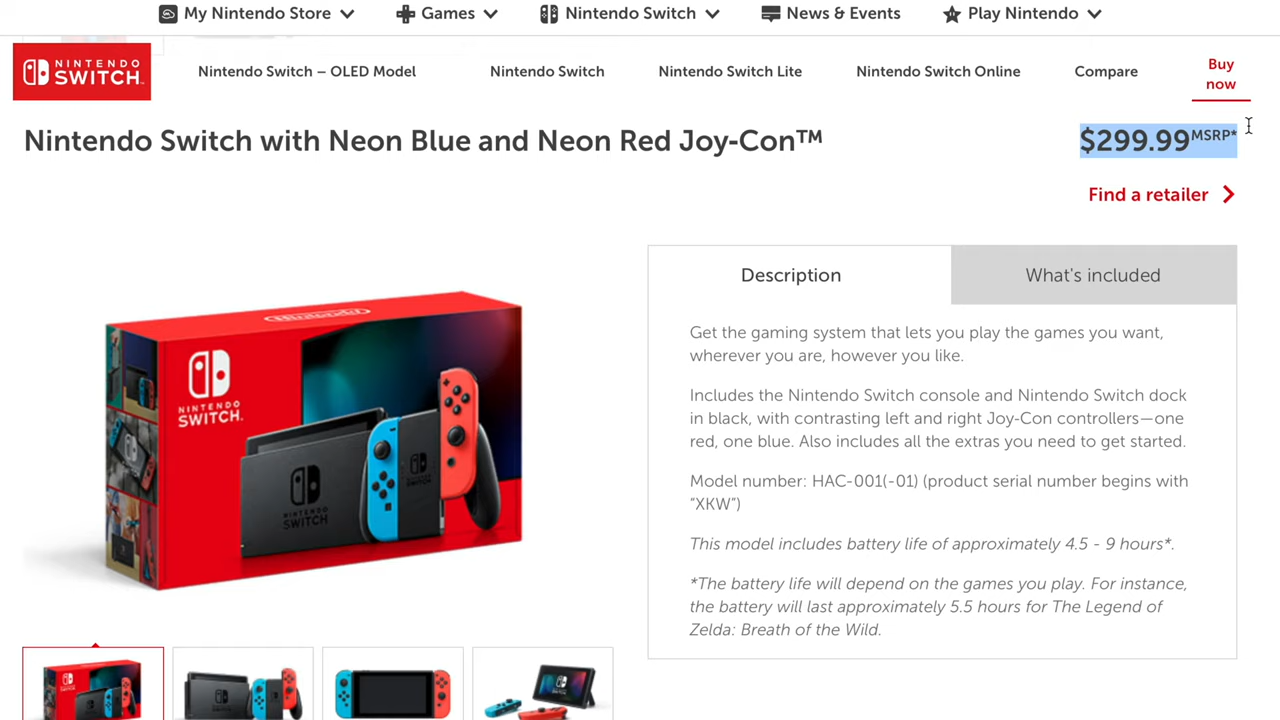 My Nintendo Store
Games
Nintendo Switch
News & Events
Play Nintendo
NINTENDO
SWITCH™
Nintendo Switch – OLED Model
Nintendo Switch
Nintendo Switch Lite
Nintendo Switch Online
Compare
Buy
now
Nintendo Switch with Neon Blue and Neon Red Joy-Con™
$299.99MSRP*
Find a retailer
Description
What's included
Get the gaming system that lets you play the games you want,
wherever you are, however you like.
Includes the Nintendo Switch console and Nintendo Switch dock
in black, with contrasting left and right Joy-Con controllers—one
red, one blue. Also includes all the extras you need to get started.
Model number: HAC-001(-01) (product serial number begins with
“XKW”)
This model includes battery life of approximately 4.5 - 9 hours*.
*The battery life will depend on the games you play. For instance,
the battery will last approximately 5.5 hours for The Legend of
Zelda: Breath of the Wild.
Nintendo
NINTENDO
SWITCH.
NINTENDO
SWITCH